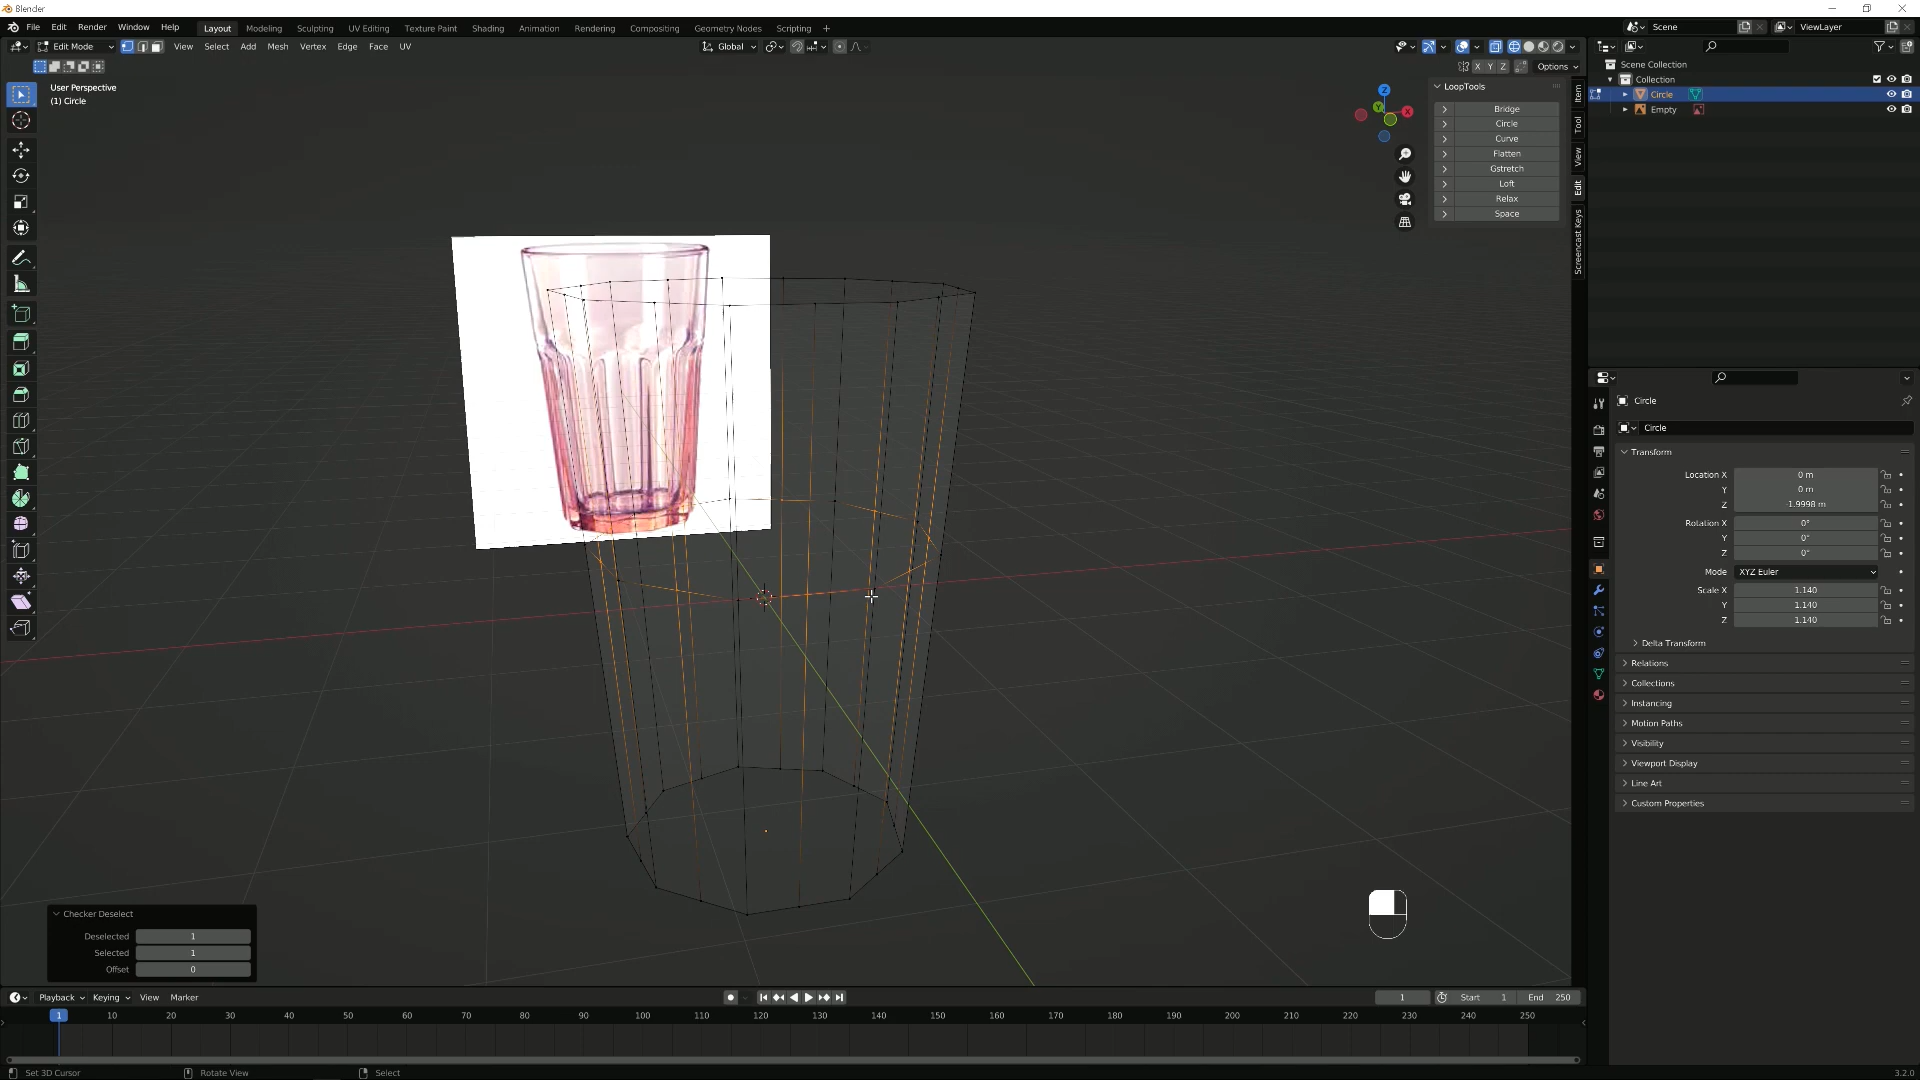 Blender
File Edit Render Window Help Layout Modeling Sculpting UV Editing Texture Paint Shading Animation Rendering Compositing Geometry Nodes Scripting + Scene ViewLayer
Edit Mode View Select Add Mesh Vertex Edge Face UV Global
X Y Z Options
User Perspective
(1) Circle
LoopTools
Bridge
Circle
Curve
Flatten
Gstretch
Loft
Relax
Space
Item
Tool
View
Edit
Screencast Keys
Z
Y
X
Scene Collection
Collection
Circle
Empty
Circle
Circle
Transform
Location X 0 m
Y 0 m
Z -1.9998 m
Rotation X 0°
Y 0°
Z 0°
Mode XYZ Euler
Scale X 1.140
Y 1.140
Z 1.140
Delta Transform
Relations
Collections
Instancing
Motion Paths
Visibility
Viewport Display
Line Art
Custom Properties
Checker Deselect
Deselected 1
Selected 1
Offset 0
Playback Keying View Marker 1 Start 1 End 250
1 10 20 30 40 50 60 70 80 90 100 110 120 130 140 150 160 170 180 190 200 210 220 230 240 250
Set 3D Cursor Rotate View Select 3.2.0